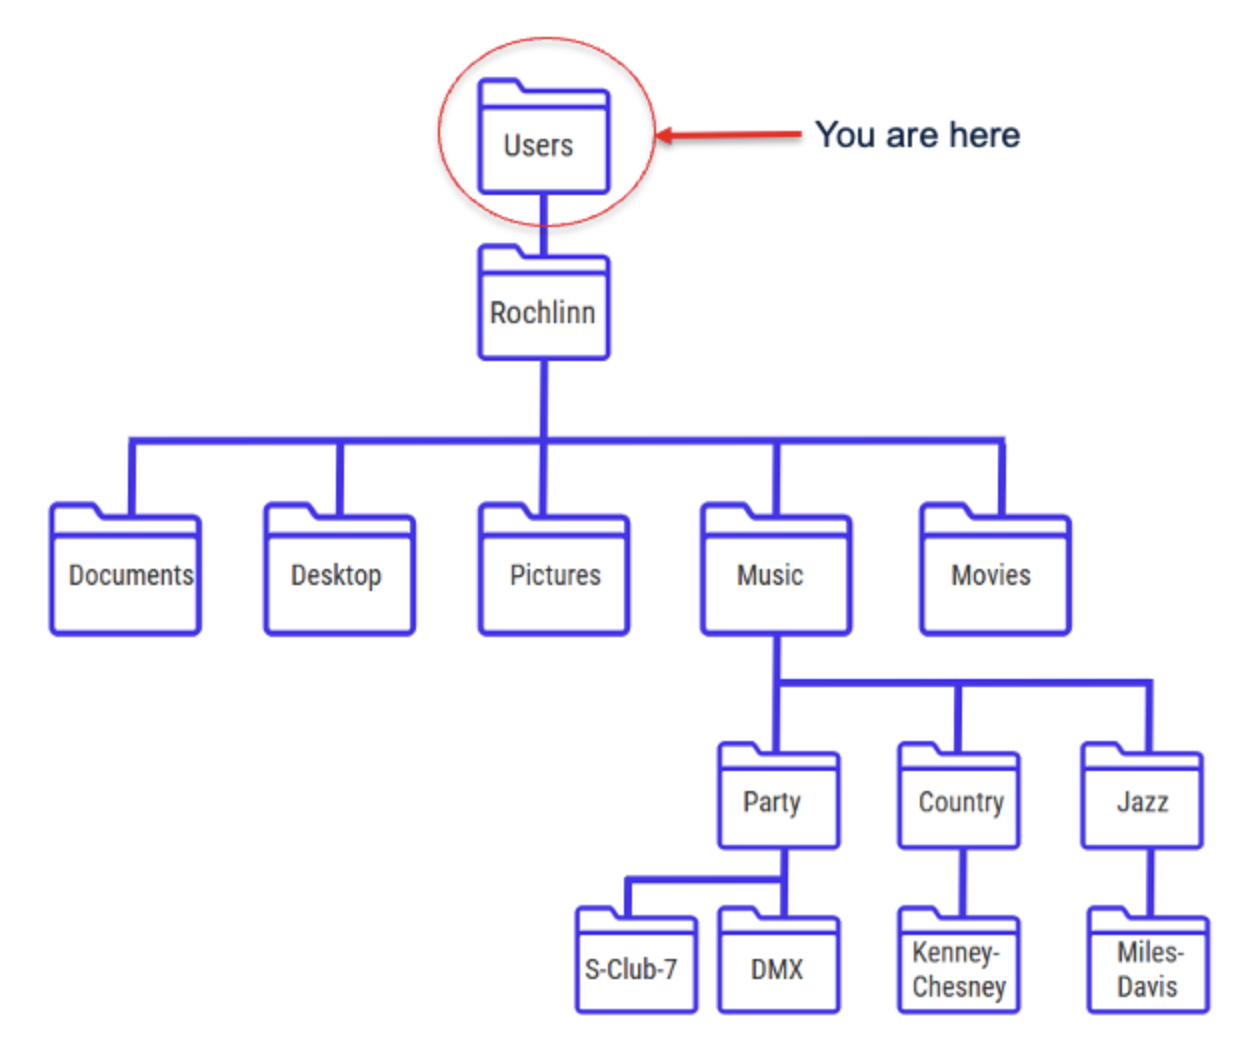 Users
You are here
Rochlinn
Documents
Desktop
Pictures
Music
Movies
Party
Country
Jazz
S-Club-7
DMX
Kenney-
Chesney
Miles-
Davis